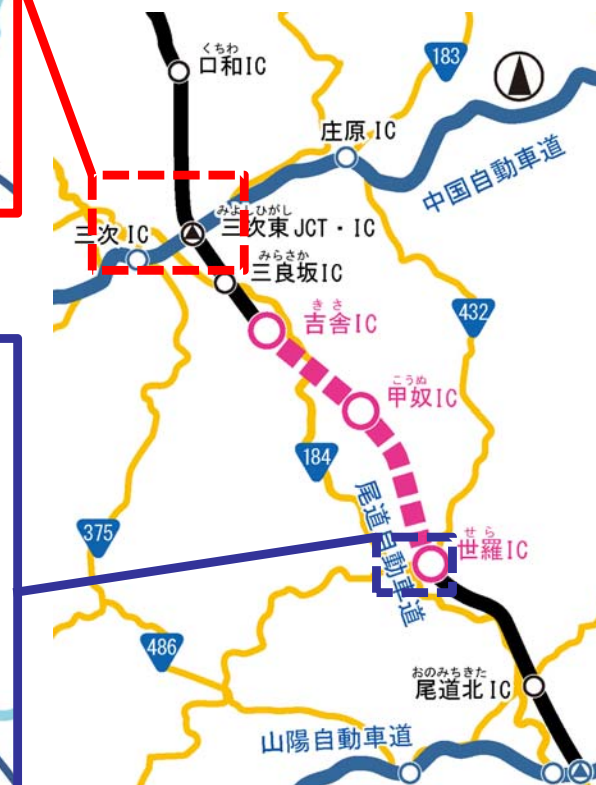 くちわ
口和IC
183
庄原IC
中国自動車道
みよしひがし
三次東JCT・IC
三次IC
みらさか
三良坂IC
きさ
吉舎IC
432
こうぬ
甲奴IC
184
尾道自動車道
375
せら
世羅IC
486
おのみちきた
尾道北IC
山陽自動車道